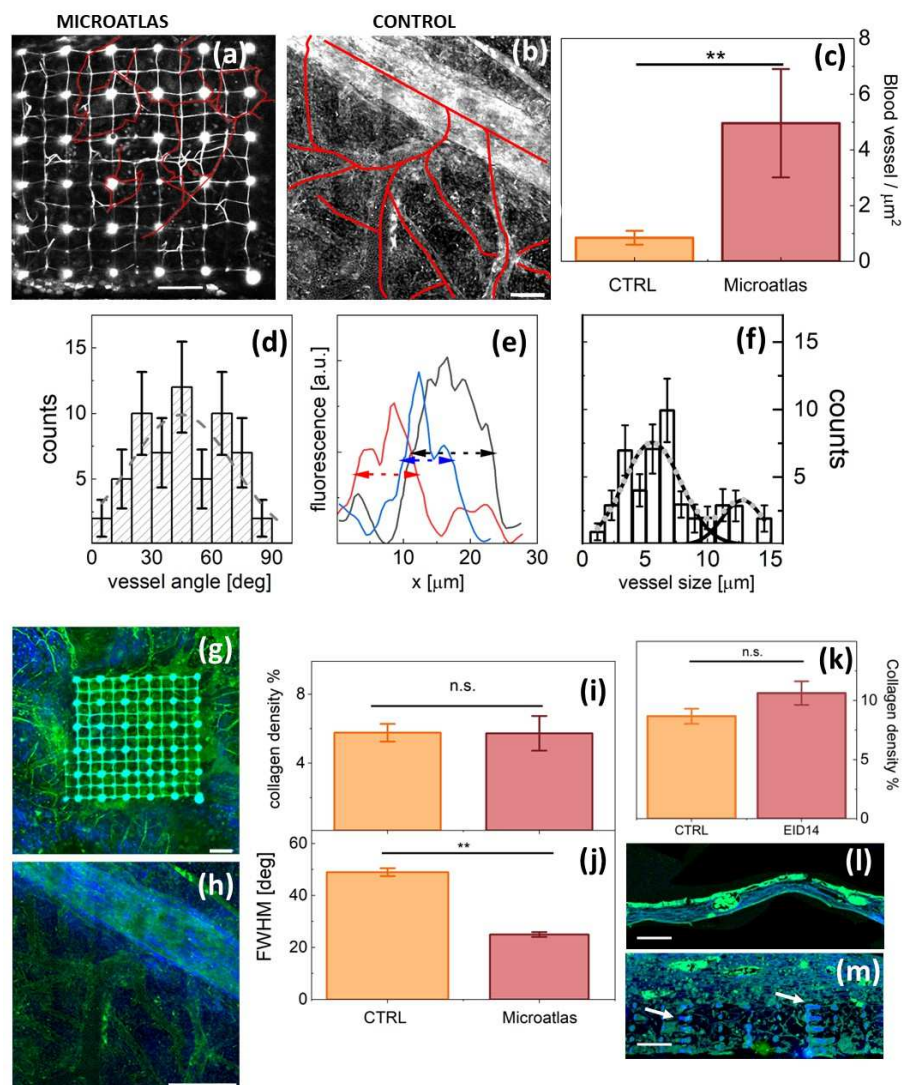 MICROATLAS
CONTROL
(a)
(b)
(c)
**
8
6
4
2
0
Blood vessel / μm²
CTRL
Microatlas
(d)
15
10
5
counts
0
30
60
90
vessel angle [deg]
(e)
fluorescence [a.u.]
0
10
20
30
x [μm]
(f)
15
10
5
0
counts
0
5
10
15
vessel size [μm]
(g)
(h)
(i)
n.s.
8
4
collagen density %
(j)
**
60
40
20
0
FWHM [deg]
CTRL
Microatlas
(k)
n.s.
10
5
0
Collagen density %
CTRL
EID14
(l)
(m)